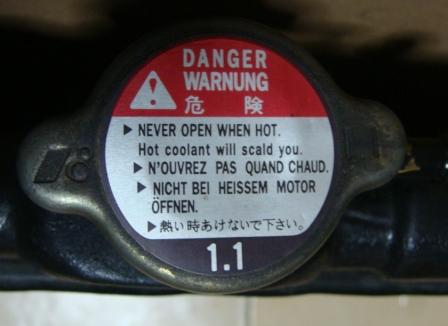 DANGER
WARNUNG
危険
▶ NEVER OPEN WHEN HOT.
Hot coolant will scald you.
▶ N'OUVREZ PAS QUAND CHAUD.
▶ NICHT BEI HEISSEM MOTOR
ÖFFNEN.
▶ 熱い時あけないで下さい。
1.1